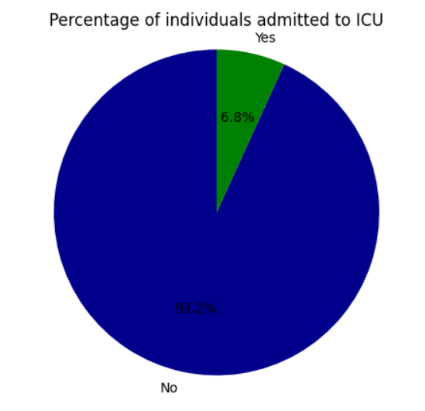 Percentage of individuals admitted to ICU
Yes
6.8%
93.2%
No